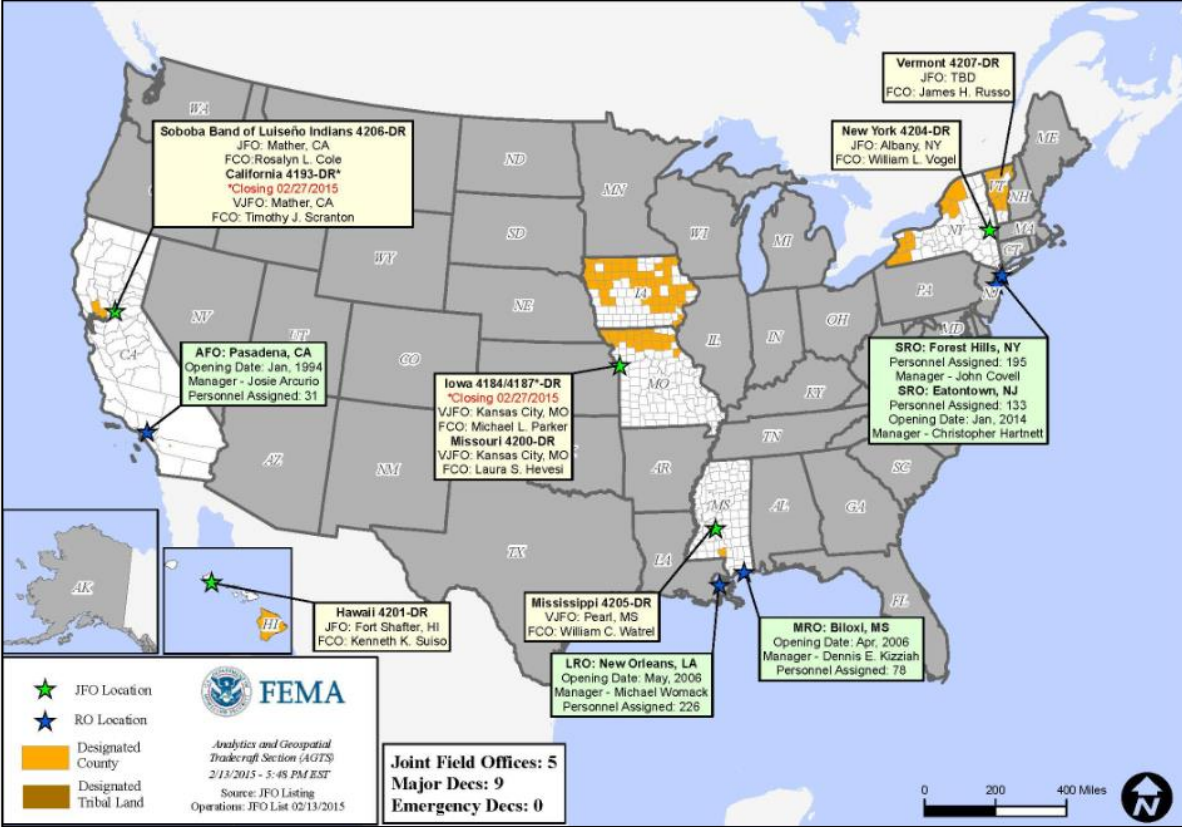 Vermont 4207-DR
JFO: TBD
FCO: James H. Russo
New York 4204-DR
JFO: Albany, NY
FCO: William L. Vogel
Soboba Band of Luiseño Indians 4206-DR
JFO: Mather, CA
FCO:Rosalyn L. Cole
California 4193-DR*
*Closing 02/27/2015
VJFO: Mather, CA
FCO: Timothy J. Scranton
WA
ND
MN
ME
VT
NH
SD
WI
MI
NY
MA
CT
WY
IA
PA
NJ
NE
NV
UT
IL
IN
OH
MD
CA
CO
MO
KY
AFO: Pasadena, CA
Opening Date: Jan, 1994
Manager - Josie Arcurio
Personnel Assigned: 31
Iowa 4184/4187*-DR
*Closing 02/27/2015
VJFO: Kansas City, MO
FCO: Michael L. Parker
Missouri 4200-DR
VJFO: Kansas City, MO
FCO: Laura S. Hevesi
SRO: Forest Hills, NY
Personnel Assigned: 195
Manager - John Covell
SRO: Eatontown, NJ
Personnel Assigned: 133
Opening Date: Jan, 2014
Manager - Christopher Hartnett
AZ
NM
AR
TN
SC
MS
AL
GA
TX
LA
FL
AK
HI
Hawaii 4201-DR
JFO: Fort Shafter, HI
FCO: Kenneth K. Suiso
Mississippi 4205-DR
VJFO: Pearl, MS
FCO: William C. Watrel
LRO: New Orleans, LA
Opening Date: May, 2006
Manager - Michael Womack
Personnel Assigned: 226
MRO: Biloxi, MS
Opening Date: Apr, 2006
Manager - Dennis E. Kizziah
Personnel Assigned: 78
JFO Location
RO Location
Designated
County
Designated
Tribal Land
FEMA
Analytics and Geospatial
Tradecraft Section (AGTS)
2/13/2015 - 5:48 PM EST
Source: JFO Listing
Operations: JFO List 02/13/2015
Joint Field Offices: 5
Major Decs: 9
Emergency Decs: 0
0 200 400 Miles
N